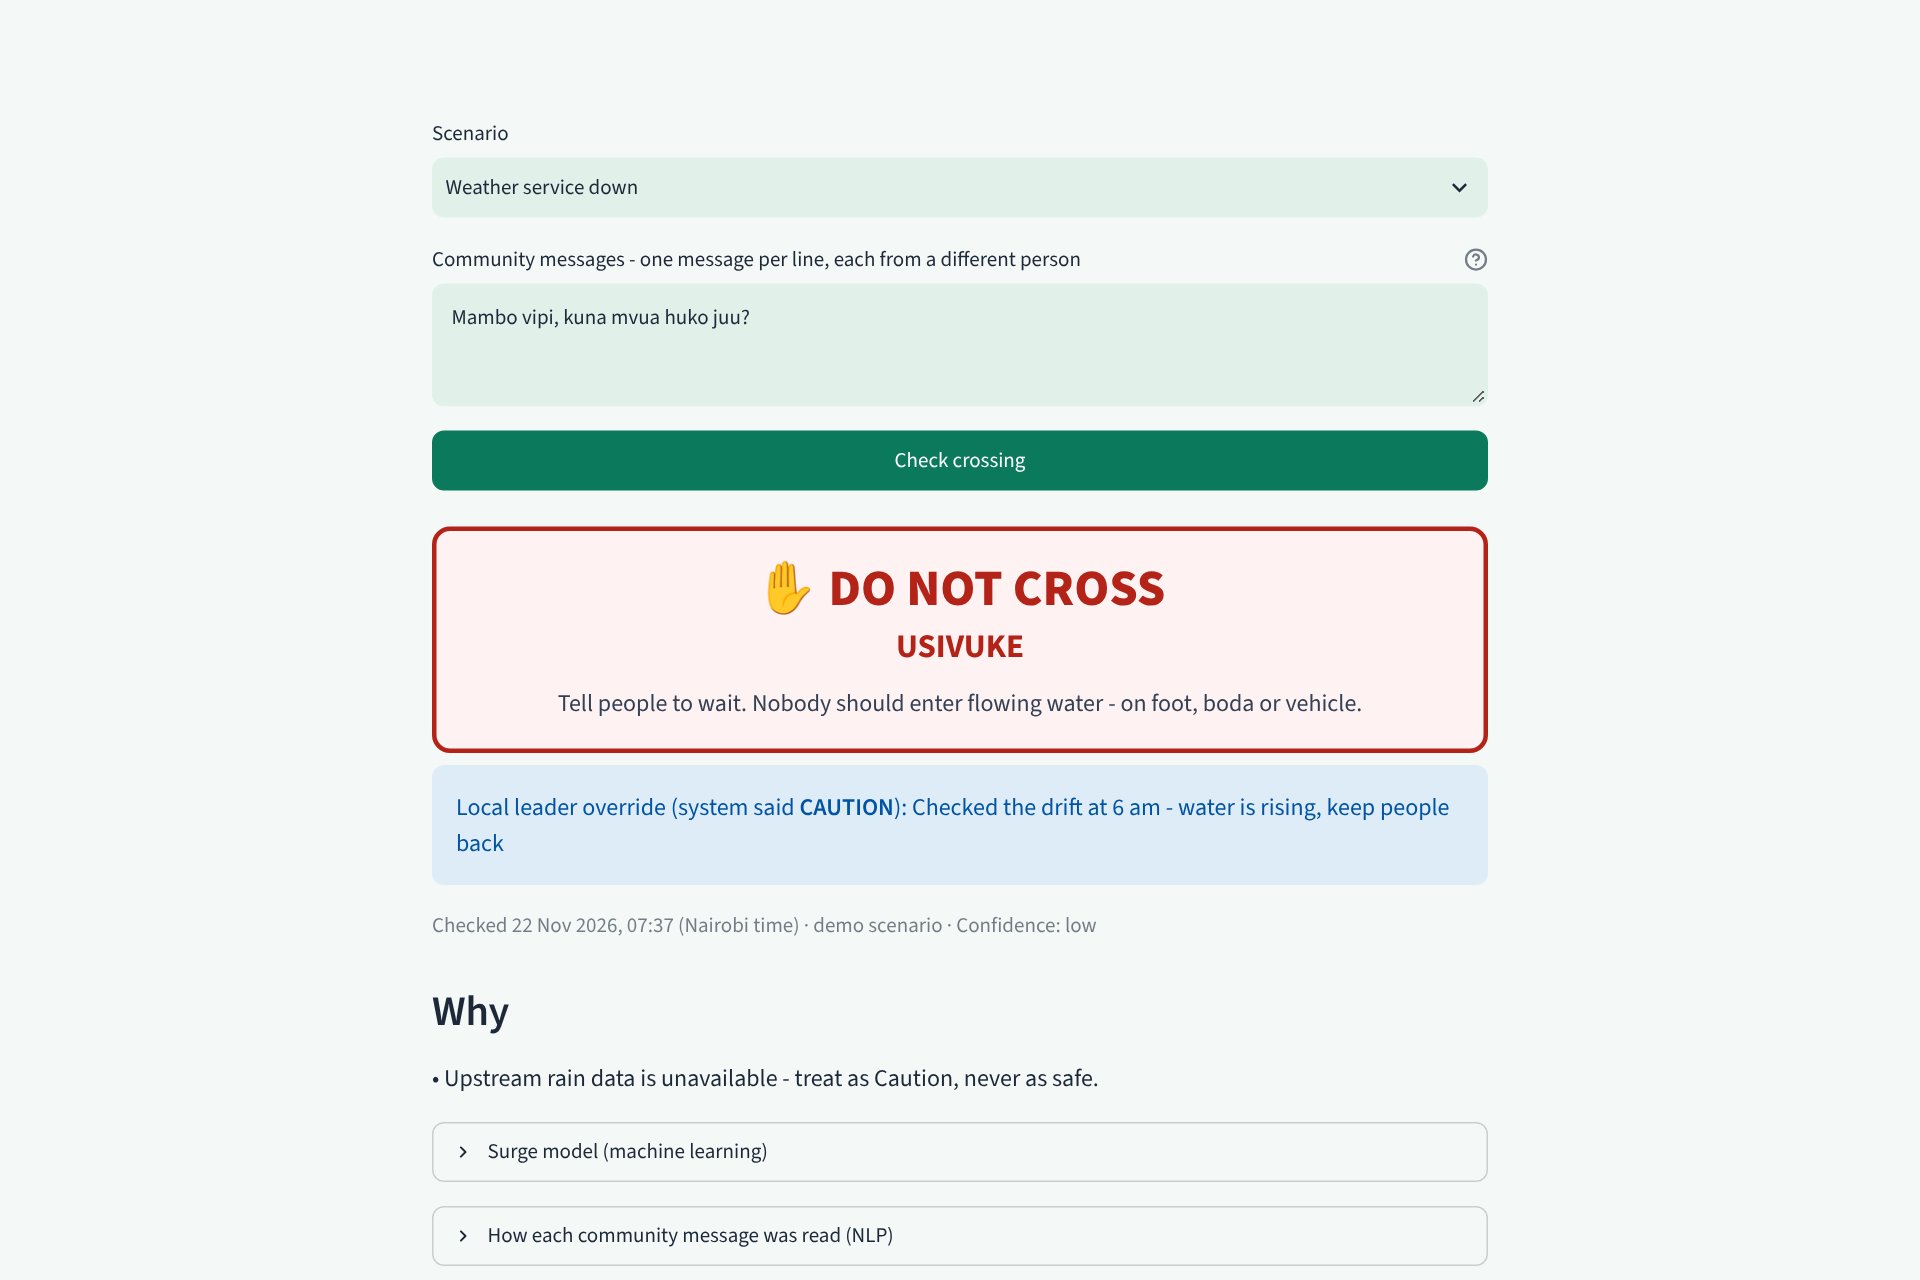 Scenario
Weather service down
Community messages - one message per line, each from a different person
Mambo vipi, kuna mvua huko juu?
Check crossing
✋ DO NOT CROSS
USIVUKE
Tell people to wait. Nobody should enter flowing water - on foot, boda or vehicle.
Local leader override (system said CAUTION): Checked the drift at 6 am - water is rising, keep people
back
Checked 22 Nov 2026, 07:37 (Nairobi time) · demo scenario · Confidence: low
Why
• Upstream rain data is unavailable - treat as Caution, never as safe.
Surge model (machine learning)
How each community message was read (NLP)